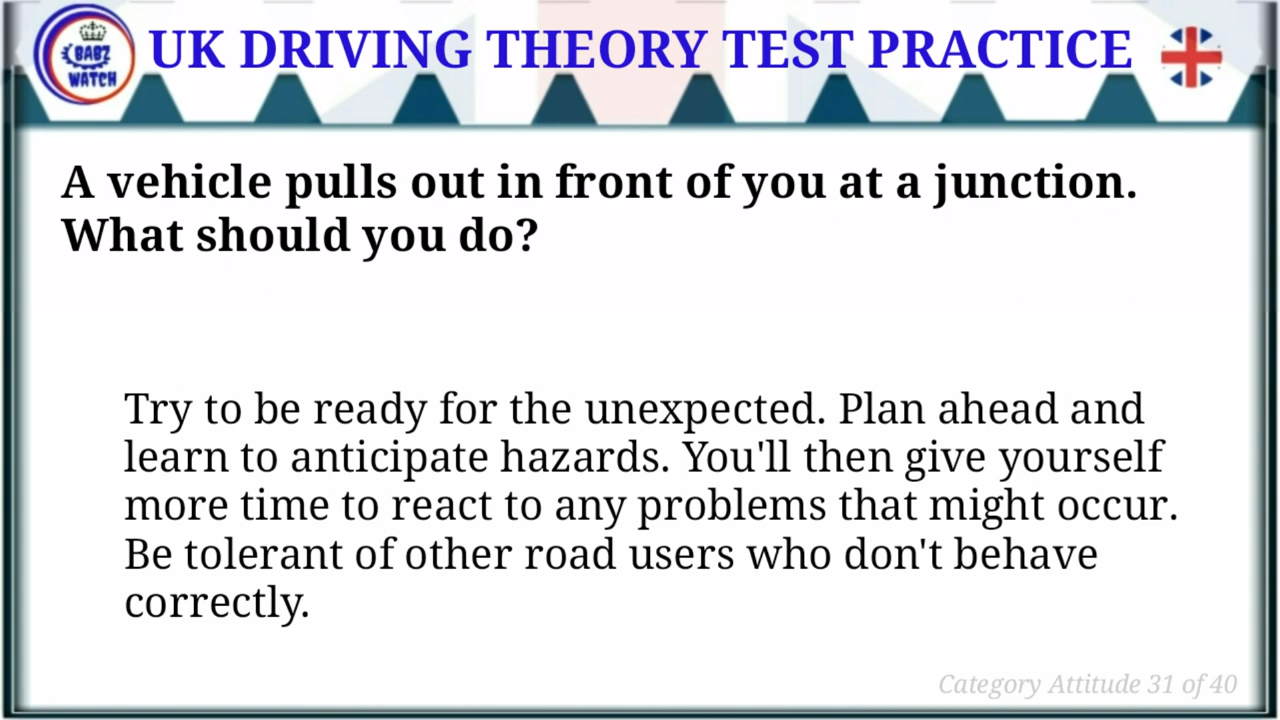 BABZ
WATCH
UK DRIVING THEORY TEST PRACTICE
A vehicle pulls out in front of you at a junction.
What should you do?
Try to be ready for the unexpected. Plan ahead and
learn to anticipate hazards. You'll then give yourself
more time to react to any problems that might occur.
Be tolerant of other road users who don't behave
correctly.
Category Attitude 31 of 40